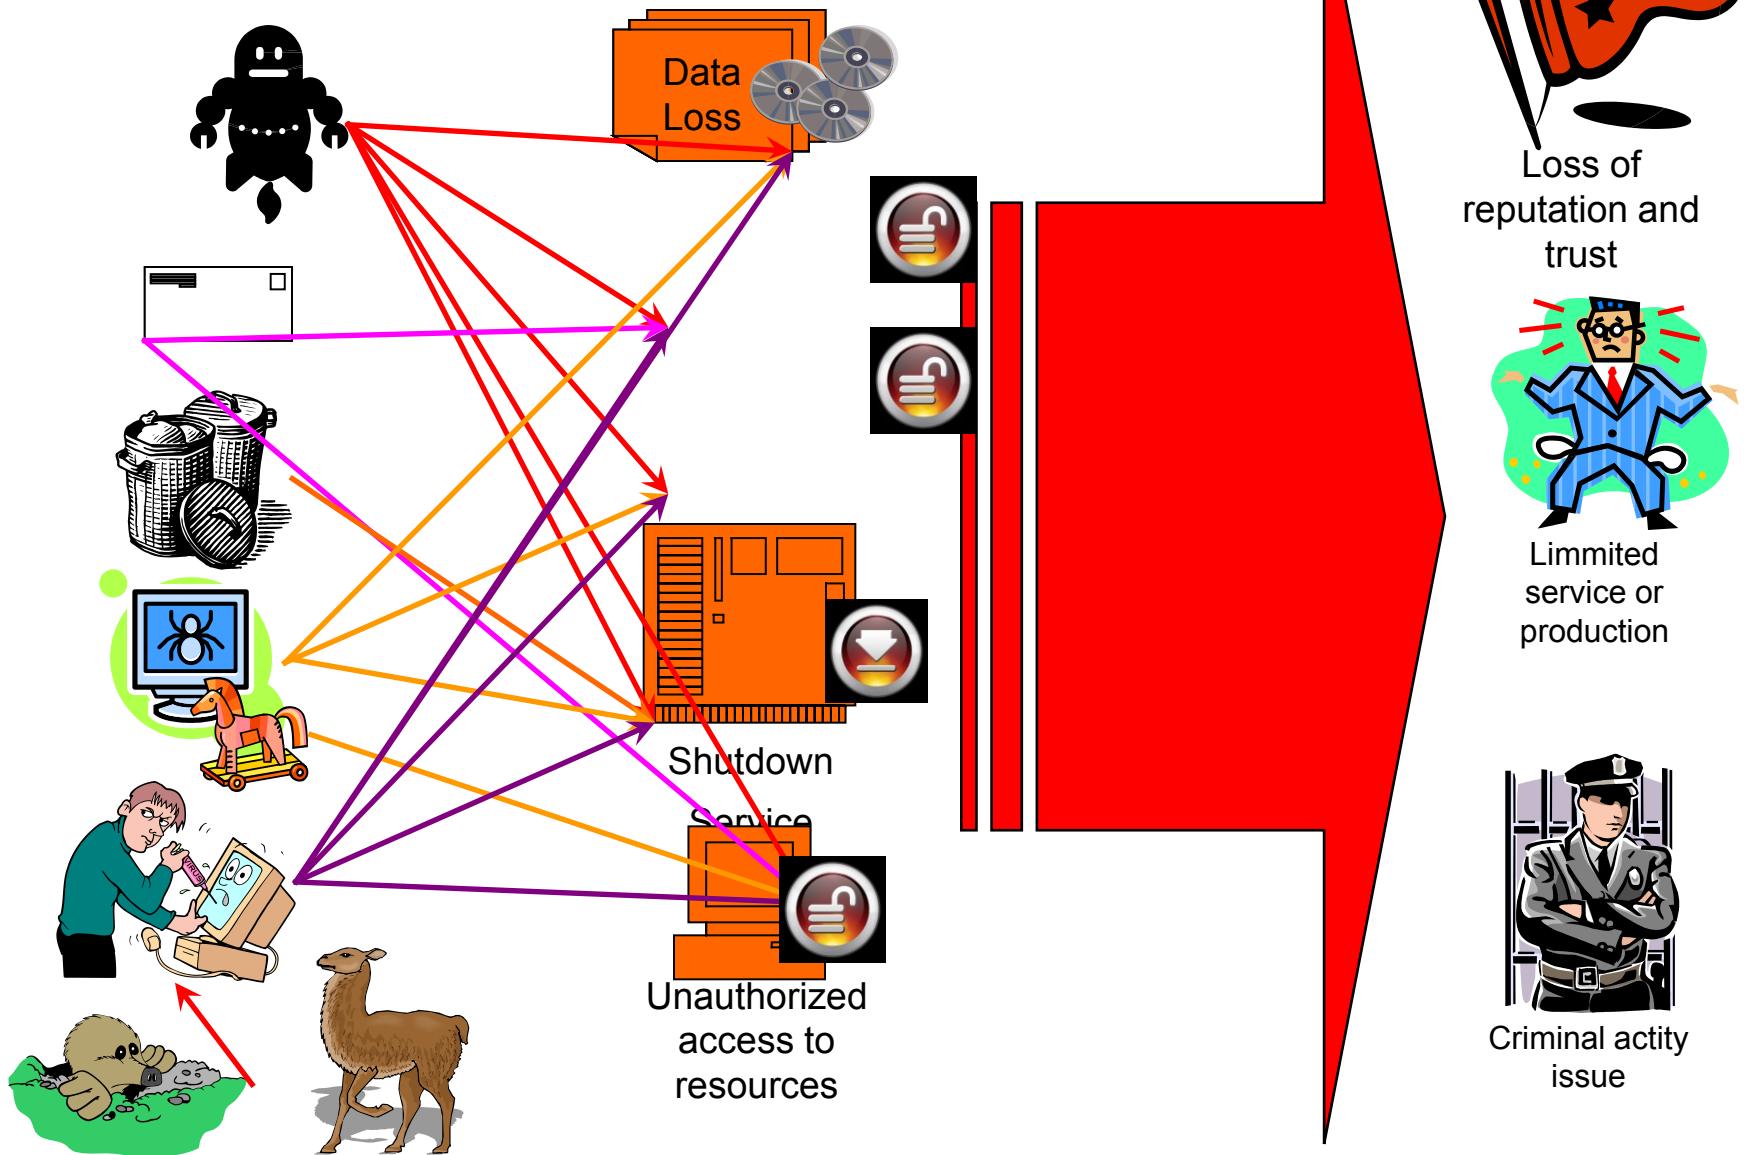 Data
Loss
Shutdown
Service
Unauthorized
access to
resources
VIRUS
Loss of
reputation and
trust
Limmited
service or
production
Criminal actity
issue